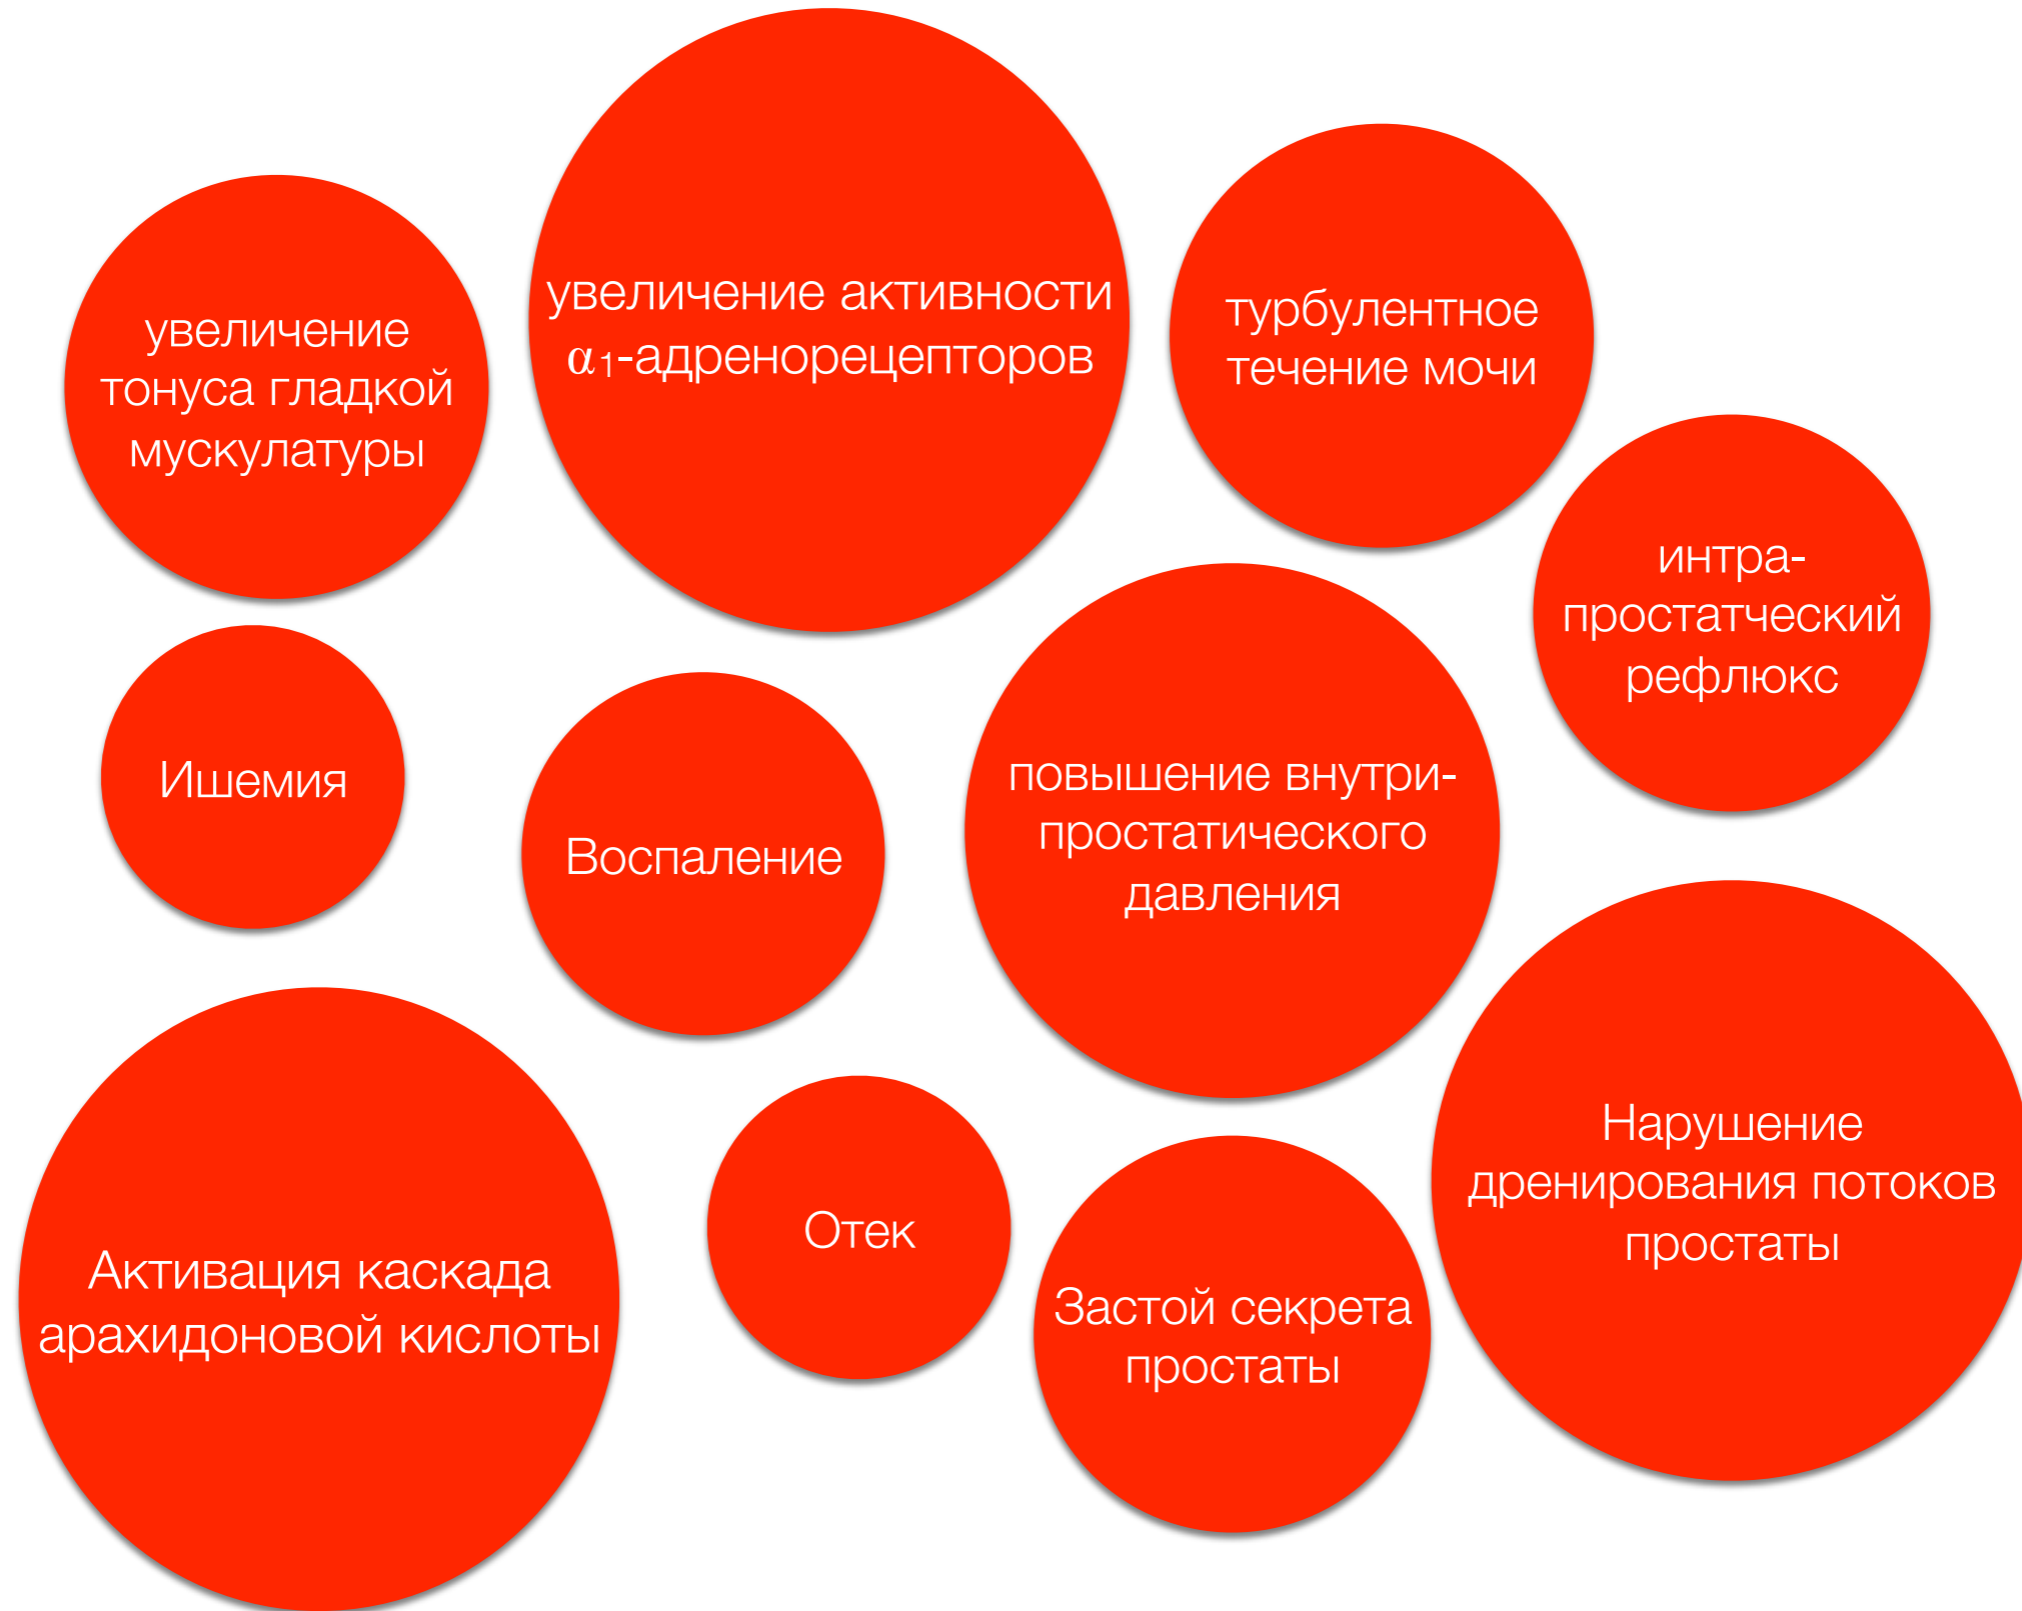 увеличение
тонуса гладкой
мускулатуры
увеличение активности
α₁-адренорецепторов
турбулентное
течение мочи
интра-
простатческий
рефлюкс
Ишемия
Воспаление
повышение внутри-
простатического
давления
Активация каскада
арахидоновой кислоты
Отек
Застой секрета
простаты
Нарушение
дренирования потоков
простаты